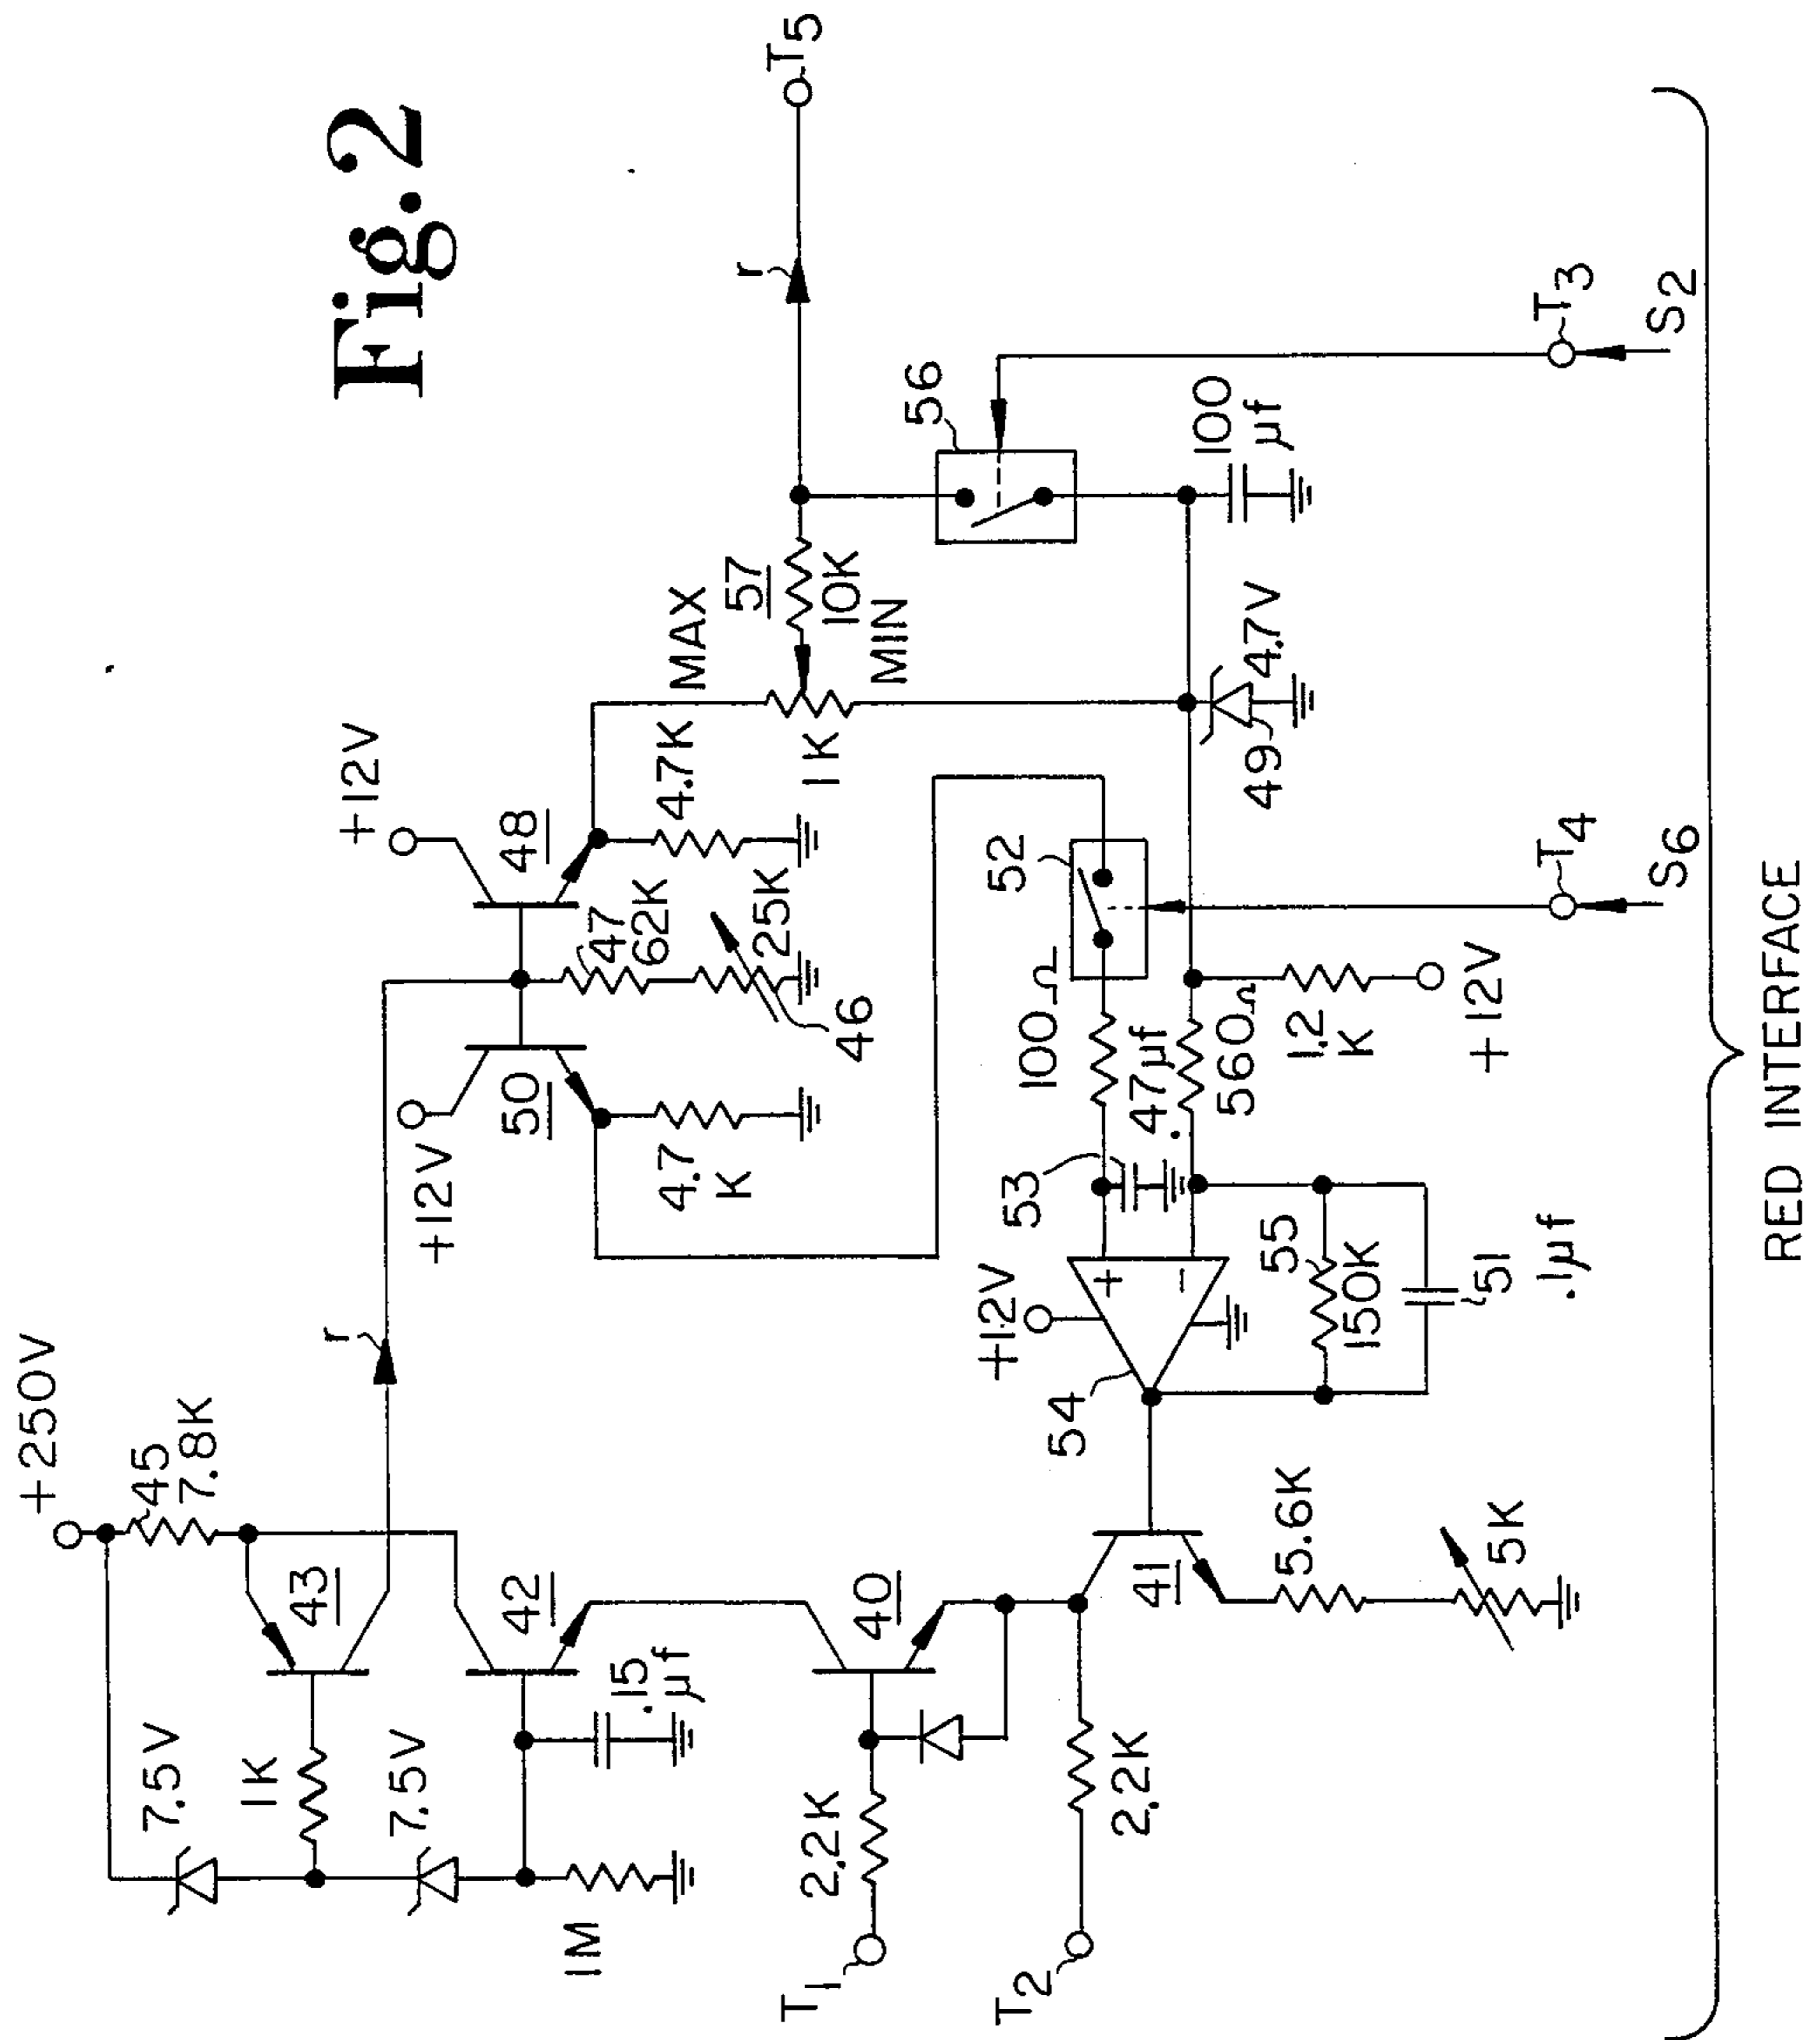 Fig.2
+250V
45
7.8K
7.5V
1K
43
r
7.5V
42
.15
μf
1M
+12V
50
4.7
K
47
62K
25K
46
+12V
48
4.7K
1K
MAX
57
10K
MIN
r
T5
56
100
μf
T3
S2
49
4.7V
52
T4
S6
100Ω
53
.47μf
560Ω
1.2
K
+12V
+12V
54
55
150K
51
.1μf
T1
2.2K
40
T2
2.2K
41
5.6K
5K
RED INTERFACE